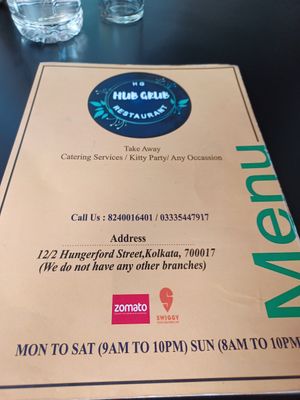 HG
HUB GRUB
RESTAURANT
Take Away
Catering Services / Kitty Party/ Any Occassion
Call Us : 8240016401 / 03335447917
Address
12/2 Hungerford Street,Kolkata, 700017
(We do not have any other branches)
zomato
SWIGGY
MON TO SAT (9AM TO 10PM) SUN (8AM TO 10PM
Menu